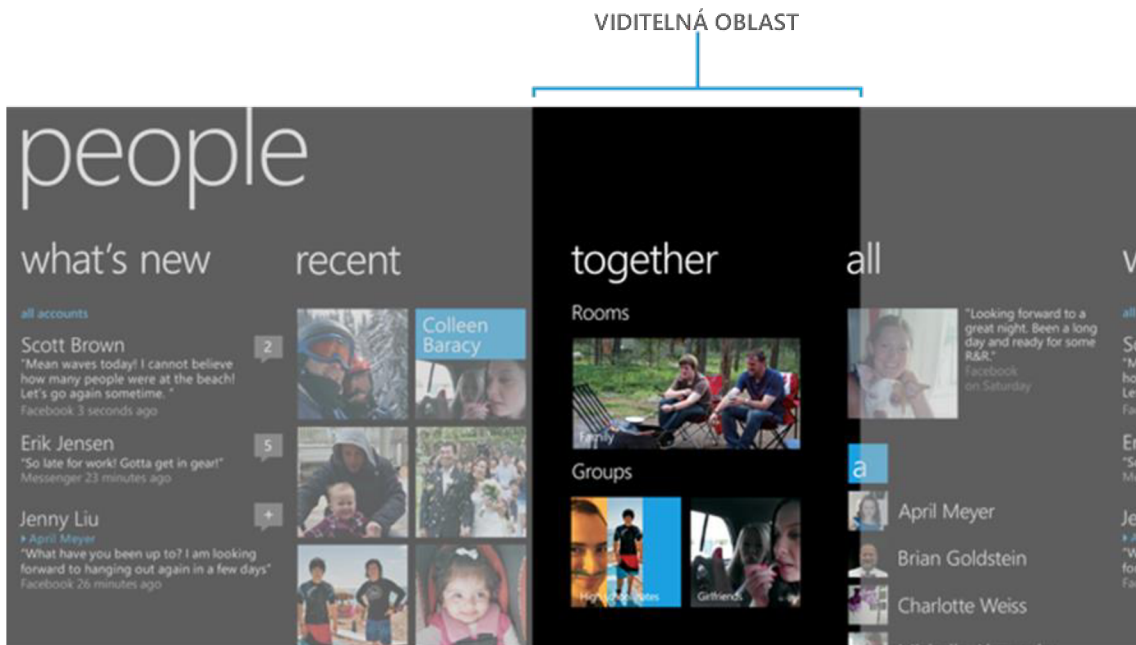 VIDITELNÁ OBLAST
people
what's new
all accounts
Scott Brown
2
"Mean waves today! I cannot believe
how many people were at the beach!
Let's go again sometime. "
Facebook 3 seconds ago
Erik Jensen
5
"So late for work! Gotta get in gear!"
Messenger 23 minutes ago
Jenny Liu
+
April Meyer
"What have you been up to? I am looking
forward to hanging out again in a few days"
Facebook 26 minutes ago
recent
Colleen
Baracy
together
Rooms
Family
Groups
High school mates
Girlfriends
all
"Looking forward to a
great night. Been a long
day and ready for some
R&R."
Facebook
on Saturday
a
April Meyer
Brian Goldstein
Charlotte Weiss